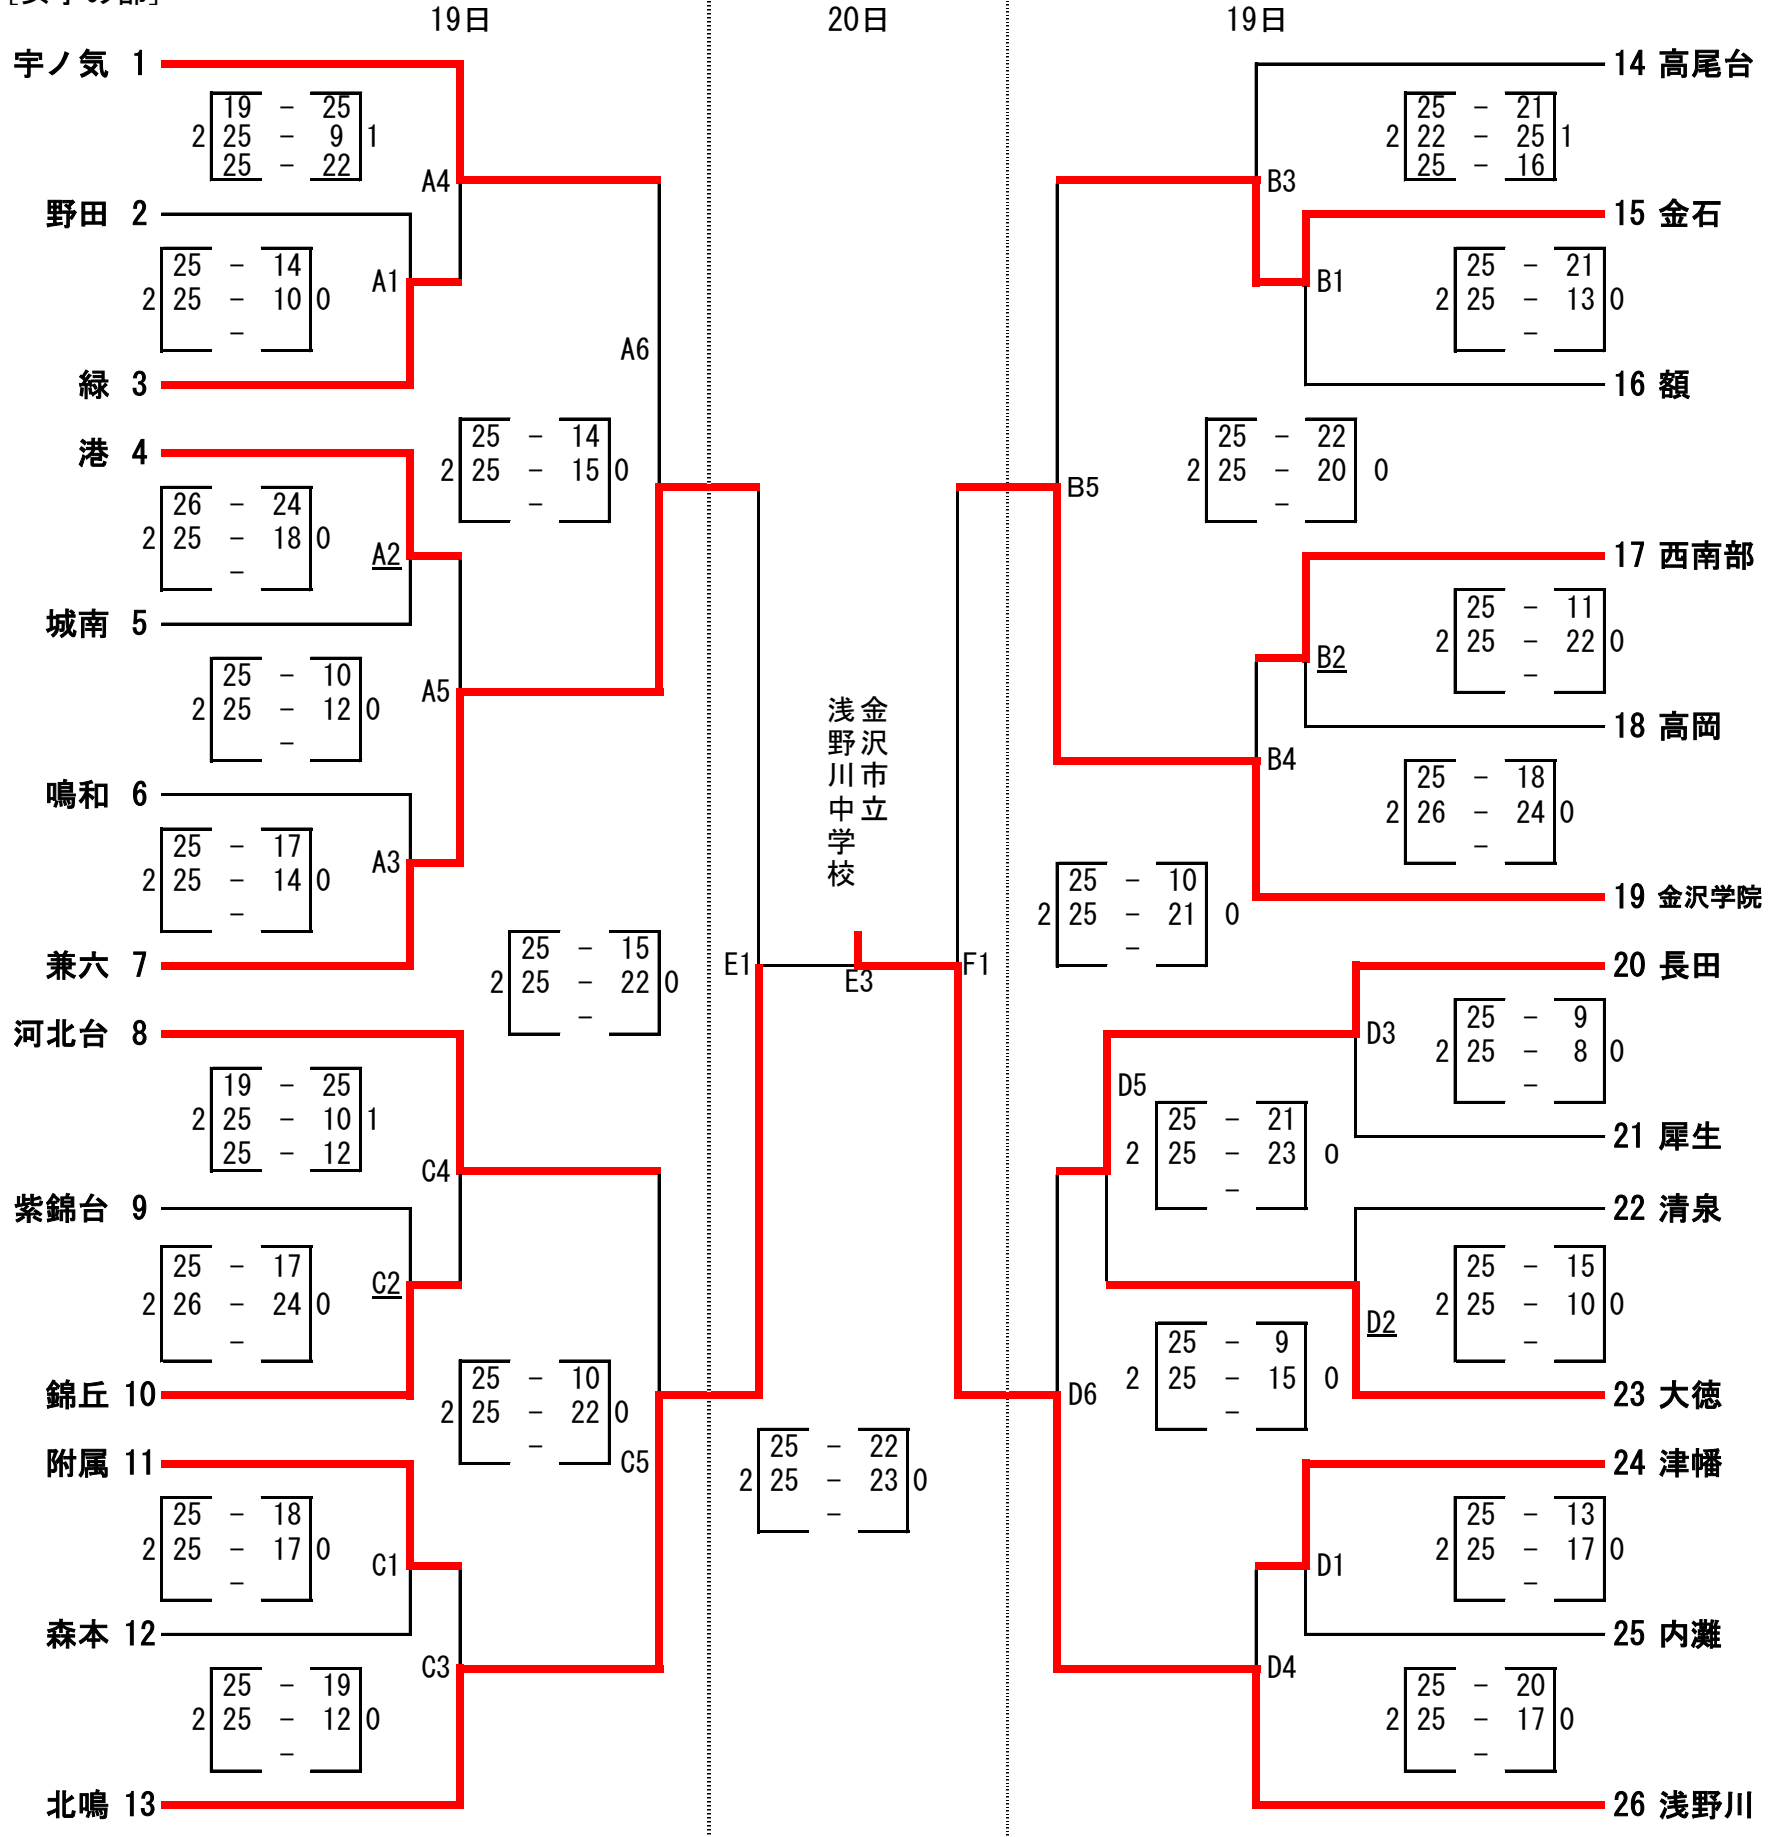 19日 20日 19日
宇ノ気 1
14 高尾台
19 - 25
2 25 - 9 1
25 - 22
25 - 21
2 22 - 25 1
25 - 16
A4
B3
野田 2
15 金石
25 - 14
2 25 - 10 0
-
A1
B1
25 - 21
2 25 - 13 0
-
A6
緑 3
16 額
港 4
25 - 14
2 25 - 15 0
-
25 - 22
2 25 - 20 0
-
B5
26 - 24
2 25 - 18 0
-
A2
17 西南部
城南 5
25 - 11
2 25 - 22 0
-
B2
25 - 10
2 25 - 12 0
-
A5
18 高岡
金沢市立
浅野川中学校
B4
25 - 18
2 26 - 24 0
-
鳴和 6
25 - 17
2 25 - 14 0
-
A3
25 - 10
2 25 - 21 0
-
19 金沢学院
兼六 7
25 - 15
2 25 - 22 0
-
E1
E3
F1
20 長田
河北台 8
D3
25 - 9
2 25 - 8 0
-
19 - 25
2 25 - 10 1
25 - 12
C4
D5
25 - 21
2 25 - 23 0
-
21 犀生
紫錦台 9
22 清泉
25 - 17
2 26 - 24 0
-
C2
25 - 15
2 25 - 10 0
-
D2
25 - 9
2 25 - 15 0
-
錦丘 10
25 - 10
2 25 - 22 0
-
C5
D6
23 大徳
附属 11
25 - 22
2 25 - 23 0
-
24 津幡
25 - 18
2 25 - 17 0
-
C1
D1
25 - 13
2 25 - 17 0
-
森本 12
25 内灘
C3
D4
25 - 19
2 25 - 12 0
-
25 - 20
2 25 - 17 0
-
北鳴 13
26 浅野川